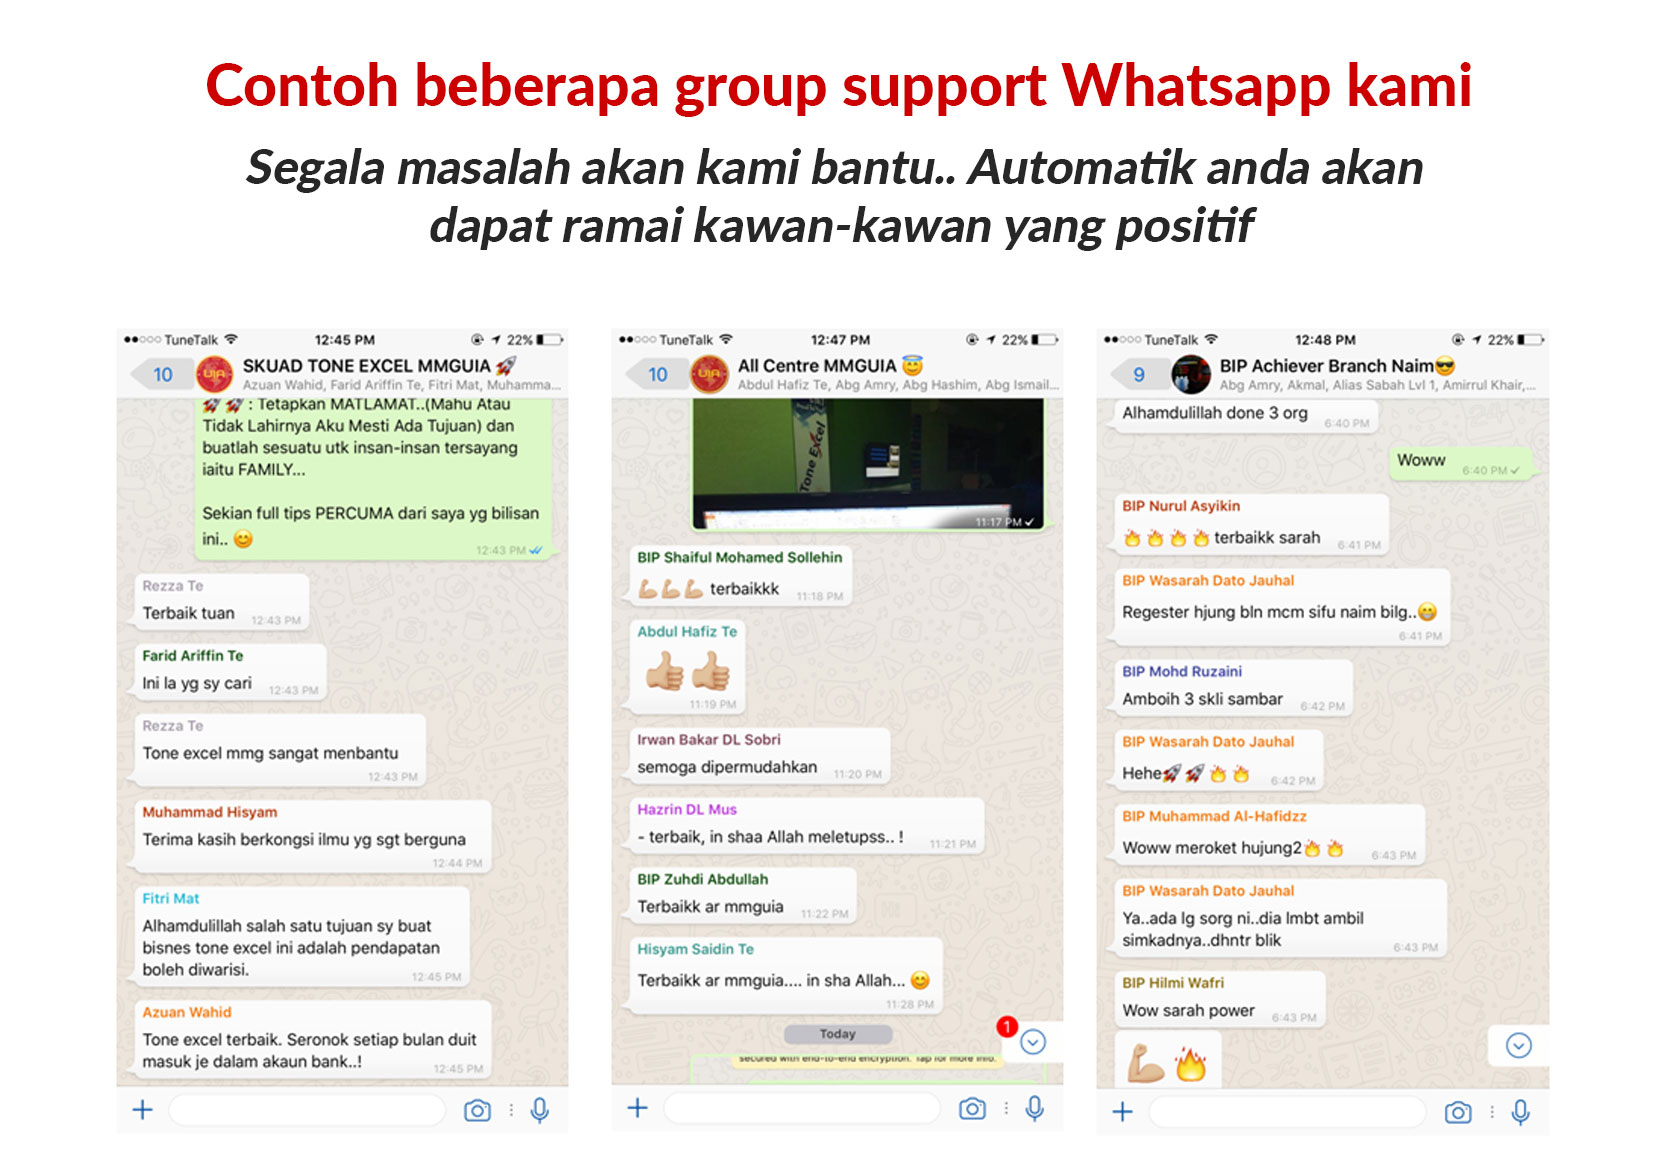 Contoh beberapa group support Whatsapp kami
Segala masalah akan kami bantu.. Automatik anda akan
dapat ramai kawan-kawan yang positif
TuneTalk 12:45 PM 22%
10
SKUAD TONE EXCEL MMGUIA 🚀
Azuan Wahid, Farid Ariffin Te, Fitri Mat, Muhamma...
🚀 🚀 : Tetapkan MATLAMAT..(Mahu Atau
Tidak Lahirnya Aku Mesti Ada Tujuan) dan
buatlah sesuatu utk insan-insan tersayang
iaitu FAMILY...
Sekian full tips PERCUMA dari saya yg bilisan
ini.. 😊
12:43 PM
Rezza Te
Terbaik tuan 12:43 PM
Farid Ariffin Te
Ini la yg sy cari 12:43 PM
Rezza Te
Tone excel mmg sangat menbantu
12:43 PM
Muhammad Hisyam
Terima kasih berkongsi ilmu yg sgt berguna
12:44 PM
Fitri Mat
Alhamdulillah salah satu tujuan sy buat
bisnes tone excel ini adalah pendapatan
boleh diwarisi. 12:45 PM
Azuan Wahid
Tone excel terbaik. Seronok setiap bulan duit
masuk je dalam akaun bank..! 12:45 PM
TuneTalk 12:47 PM 22%
10
UIA
All Centre MMGUIA 😇
Abdul Hafiz Te, Abg Amry, Abg Hashim, Abg Ismail...
Tone Excel
11:17 PM
BIP Shaiful Mohamed Sollehin
💪🏼💪🏼💪🏼 terbaikkk 11:18 PM
Abdul Hafiz Te
👍🏼👍🏼
11:19 PM
Irwan Bakar DL Sobri
semoga dipermudahkan 11:20 PM
Hazrin DL Mus
- terbaik, in shaa Allah meletupss.. ! 11:21 PM
BIP Zuhdi Abdullah
Terbaikk ar mmguia 11:22 PM
Hisyam Saidin Te
Terbaikk ar mmguia.... in sha Allah... 😊
11:28 PM
Today
1
secured with end-to-end encryption. Tap for more info.
TuneTalk 12:48 PM 22%
9
BIP Achiever Branch Naim😎
Abg Amry, Akmal, Alias Sabah Lvl 1, Amirrul Khair,...
Alhamdulillah done 3 org 6:40 PM
Woww 6:40 PM
BIP Nurul Asyikin
🔥🔥🔥🔥 terbaikk sarah 6:41 PM
BIP Wasarah Dato Jauhal
Regester hjung bln mcm sifu naim bilg..😁
6:41 PM
BIP Mohd Ruzaini
Amboih 3 skli sambar 6:42 PM
BIP Wasarah Dato Jauhal
Hehe🚀🚀🔥🔥 6:42 PM
BIP Muhammad Al-Hafidzz
Woww meroket hujung2🔥🔥 6:43 PM
BIP Wasarah Dato Jauhal
Ya..ada lg sorg ni..dia lmbt ambil
simkadnya..dhntr blik 6:43 PM
BIP Hilmi Wafri
Wow sarah power 6:43 PM
💪🏼🔥